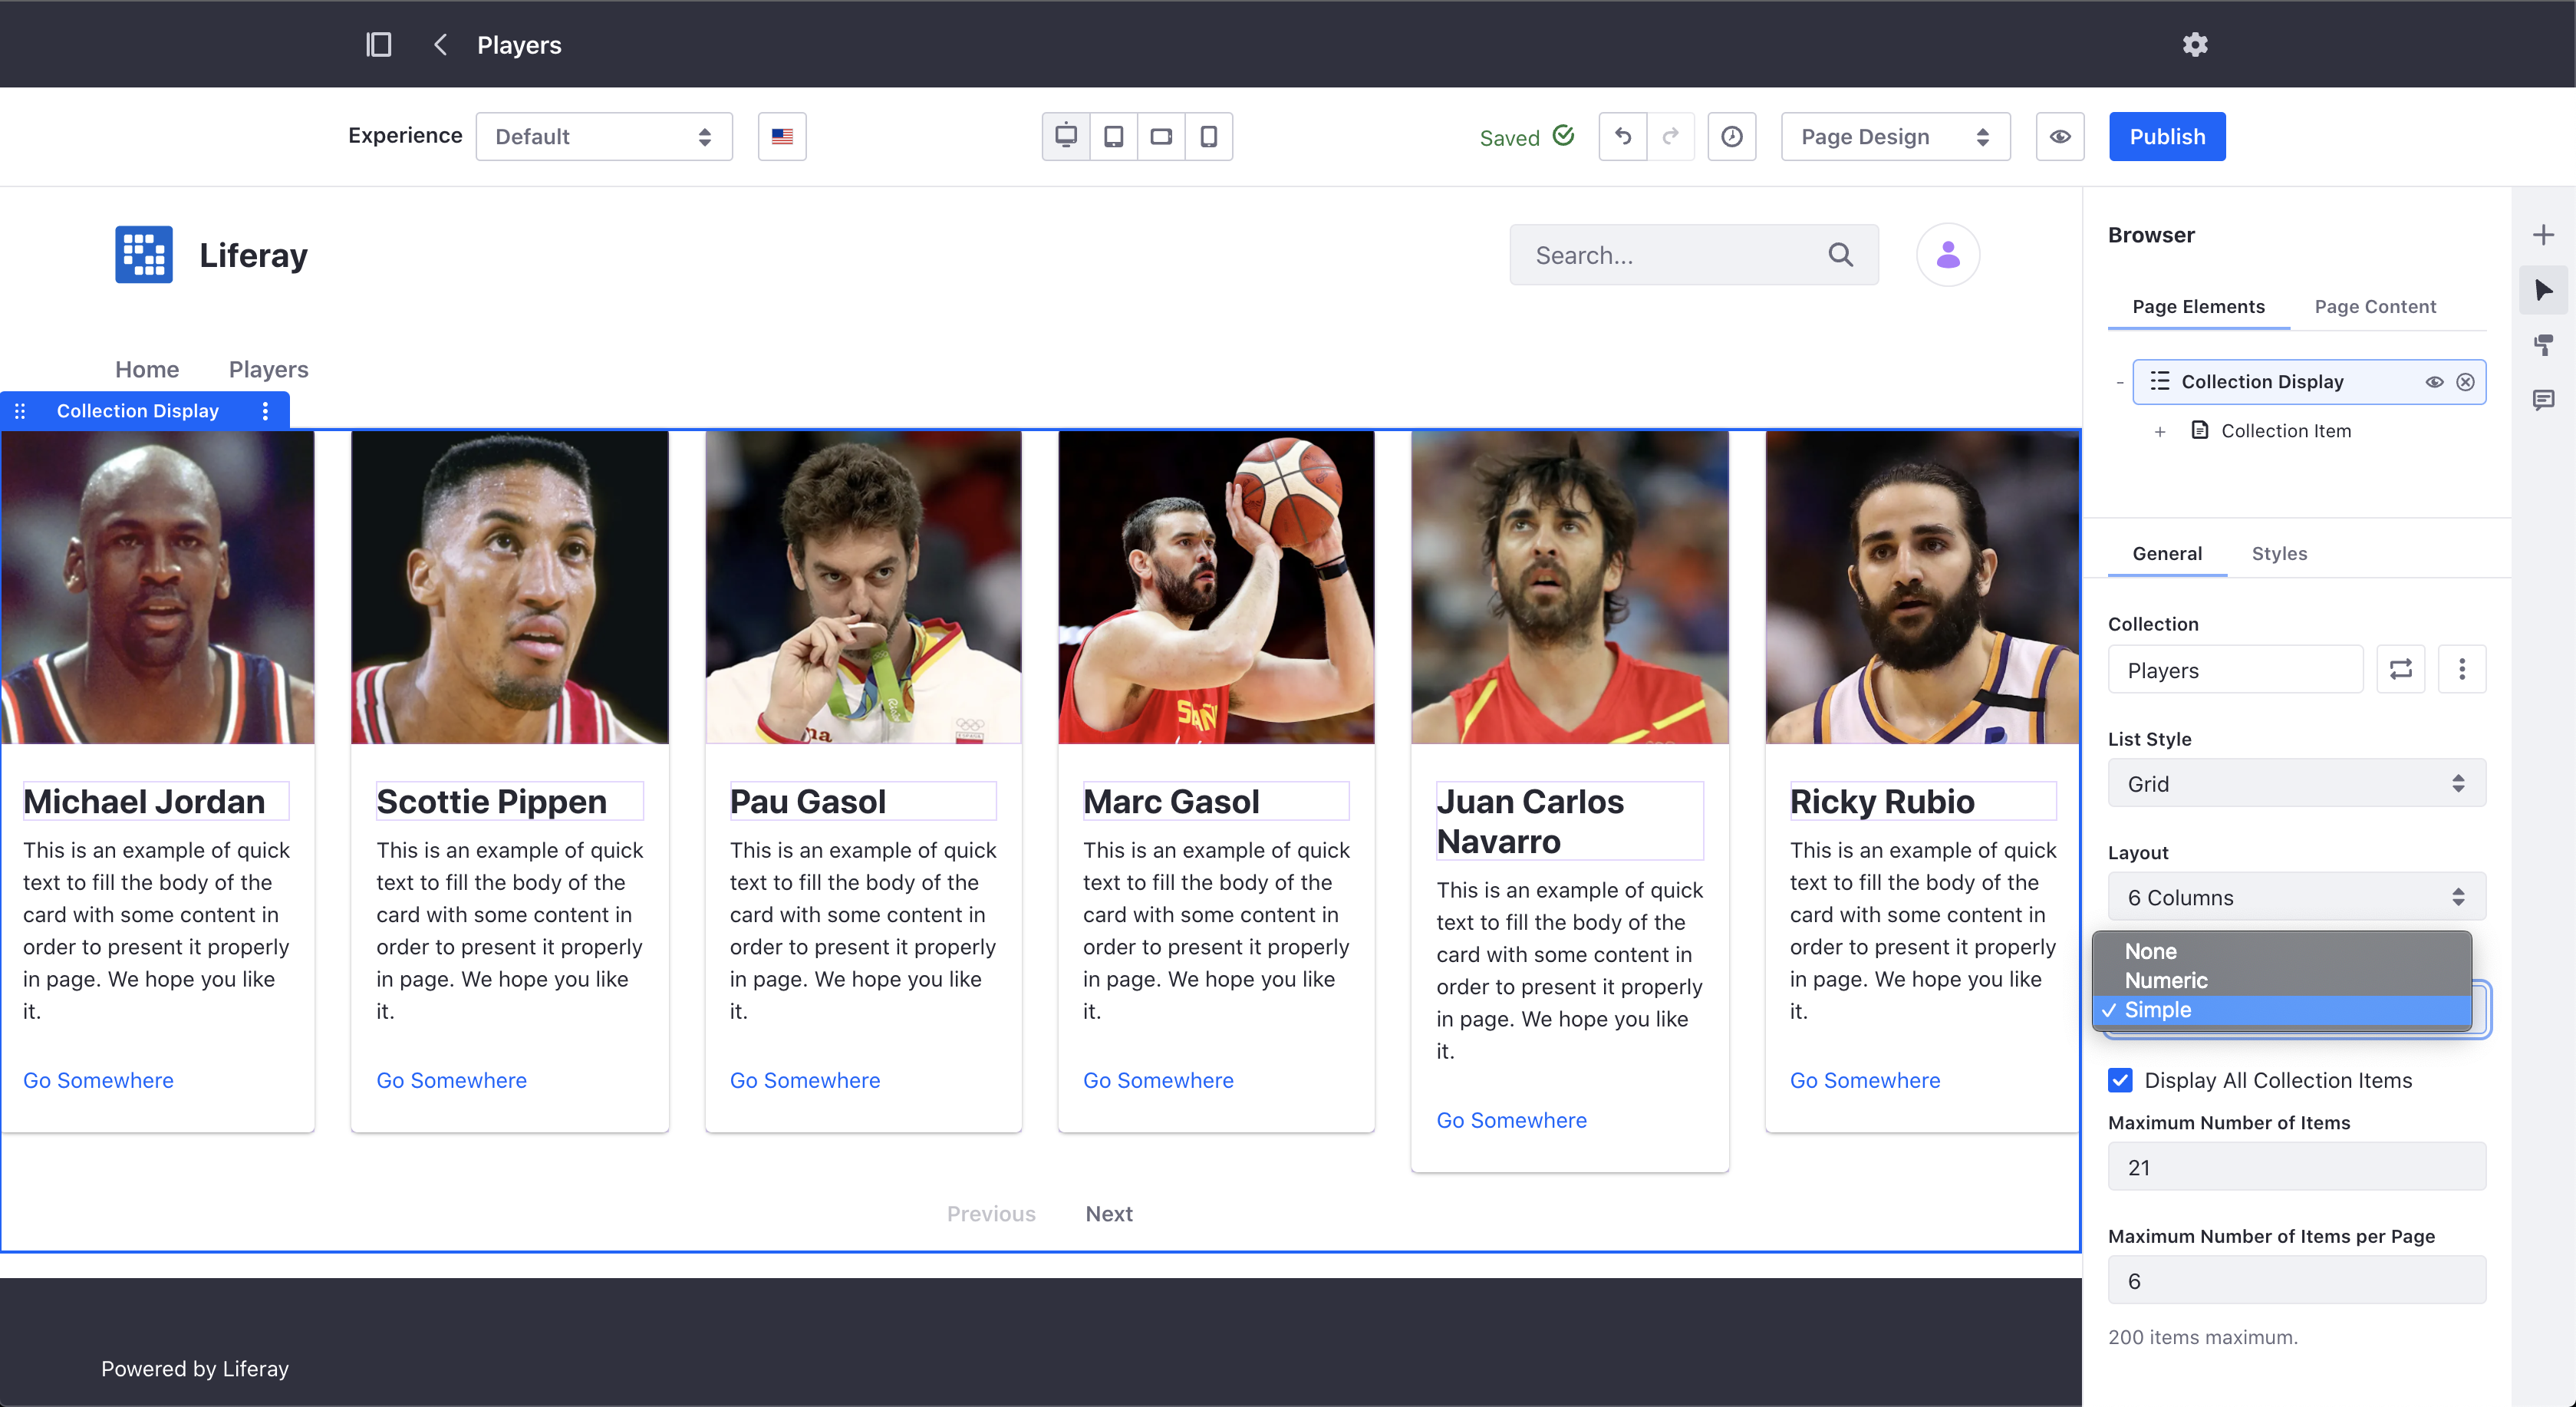 Players
Experience
Default
Saved
Page Design
Publish
Liferay
Search...
Home
Players
Collection Display
Michael Jordan
This is an example of quick
text to fill the body of the
card with some content in
order to present it properly
in page. We hope you like
it.
Go Somewhere
Scottie Pippen
This is an example of quick
text to fill the body of the
card with some content in
order to present it properly
in page. We hope you like
it.
Go Somewhere
Pau Gasol
This is an example of quick
text to fill the body of the
card with some content in
order to present it properly
in page. We hope you like
it.
Go Somewhere
Marc Gasol
This is an example of quick
text to fill the body of the
card with some content in
order to present it properly
in page. We hope you like
it.
Go Somewhere
Juan Carlos
Navarro
This is an example of quick
text to fill the body of the
card with some content in
order to present it properly
in page. We hope you like
it.
Go Somewhere
Ricky Rubio
This is an example of quick
text to fill the body of the
card with some content in
order to present it properly
in page. We hope you like
it.
Go Somewhere
Previous
Next
Powered by Liferay
Browser
Page Elements
Page Content
Collection Display
Collection Item
General
Styles
Collection
Players
List Style
Grid
Layout
6 Columns
None
Numeric
Simple
Display All Collection Items
Maximum Number of Items
21
Maximum Number of Items per Page
6
200 items maximum.